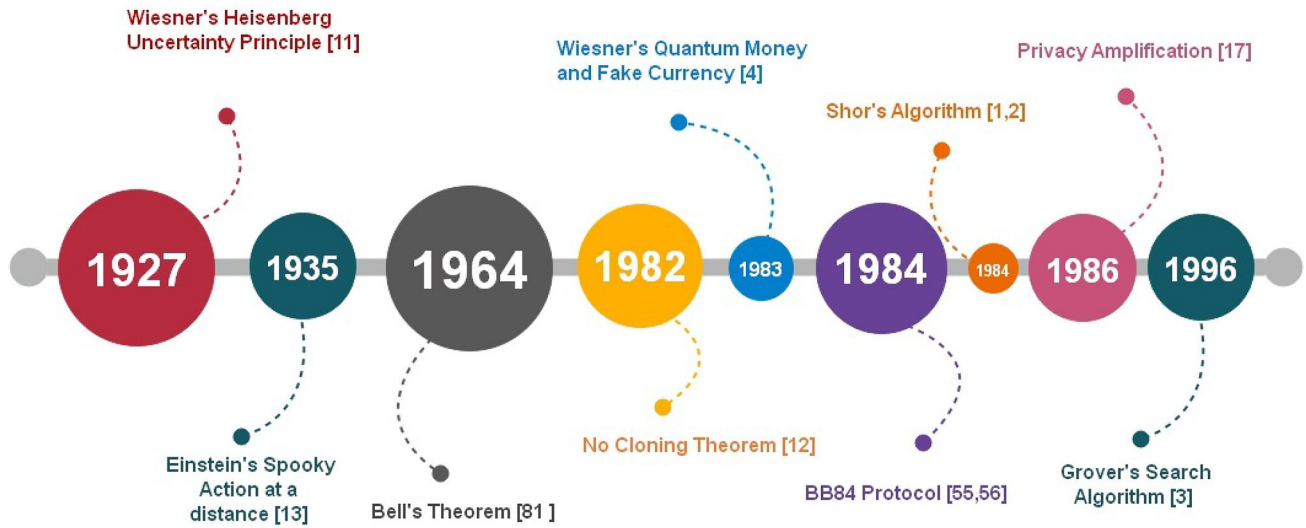 Wiesner's Heisenberg
Uncertainty Principle [11]
Wiesner's Quantum Money
and Fake Currency [4]
Privacy Amplification [17]
Shor's Algorithm [1,2]
1927
1935
1964
1982
1983
1984
1984
1986
1996
Einstein's Spooky
Action at a
distance [13]
Bell's Theorem [81 ]
No Cloning Theorem [12]
BB84 Protocol [55,56]
Grover's Search
Algorithm [3]